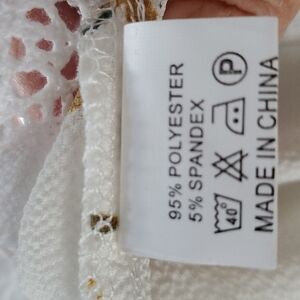 95% POLYESTER
5% SPANDEX
40° P
MADE IN CHINA